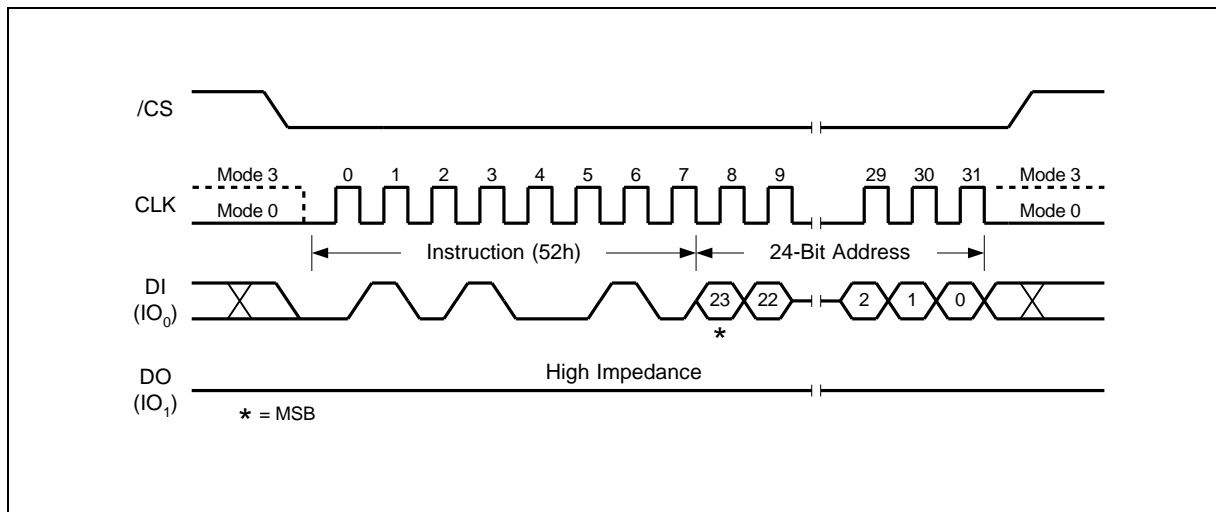 /CS
Mode 3 0 1 2 3 4 5 6 7 8 9 29 30 31 Mode 3
CLK Mode 0 Mode 0
Instruction (52h) 24-Bit Address
DI
(IO₀) 23 22 2 1 0
*
DO High Impedance
(IO₁)
* = MSB